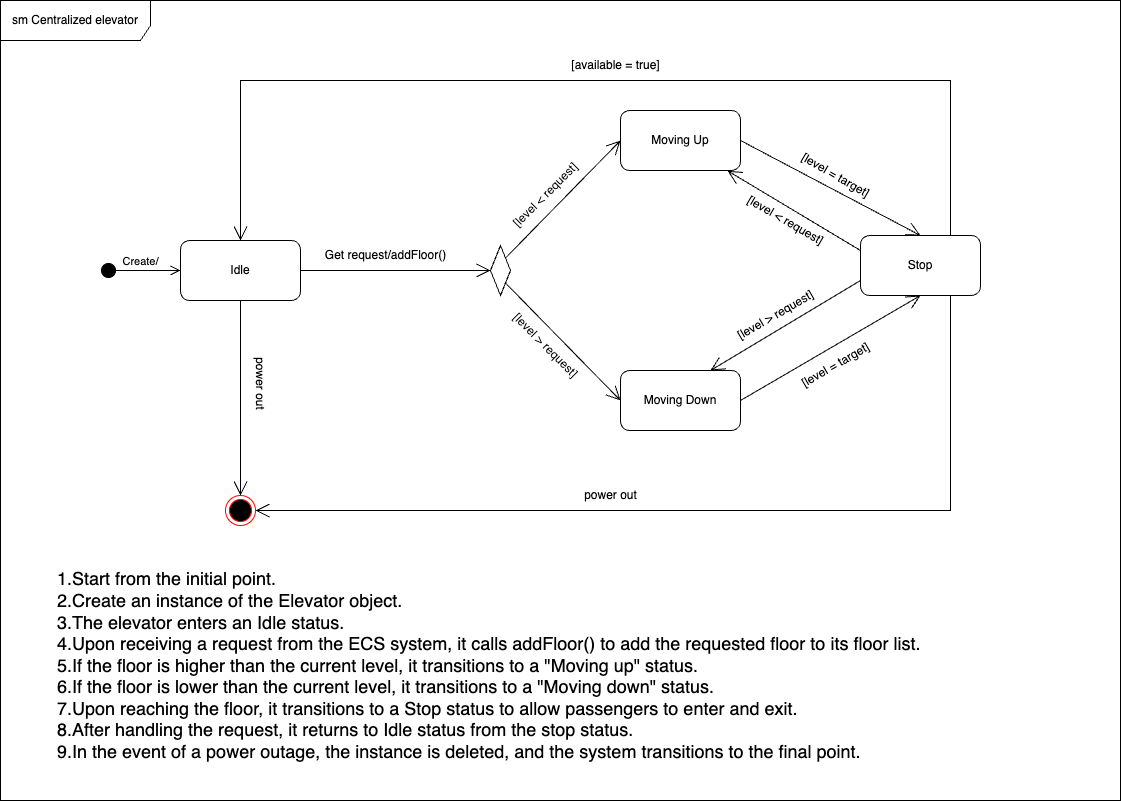 sm Centralized elevator
[available = true]
Moving Up
[level = target]
[level < request]
[level < request]
Create/
Idle
Get request/addFloor()
Stop
[level > request]
[level > request]
[level = target]
power out
Moving Down
power out
1.Start from the initial point.
2.Create an instance of the Elevator object.
3.The elevator enters an Idle status.
4.Upon receiving a request from the ECS system, it calls addFloor() to add the requested floor to its floor list.
5.If the floor is higher than the current level, it transitions to a "Moving up" status.
6.If the floor is lower than the current level, it transitions to a "Moving down" status.
7.Upon reaching the floor, it transitions to a Stop status to allow passengers to enter and exit.
8.After handling the request, it returns to Idle status from the stop status.
9.In the event of a power outage, the instance is deleted, and the system transitions to the final point.